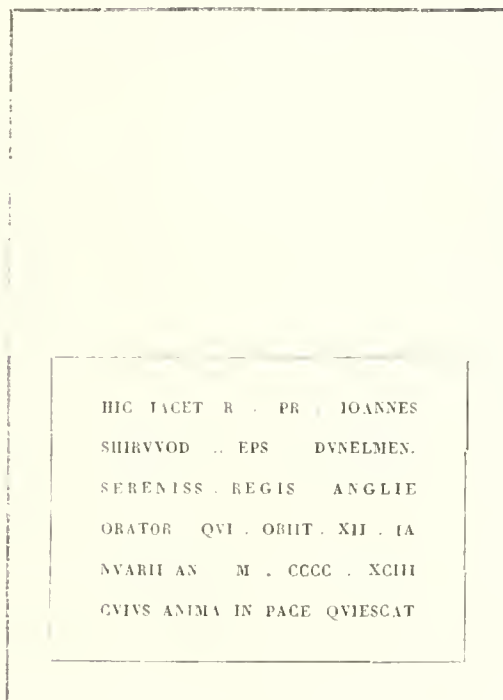 HIC IACET R . PR . IOANNES
SHIRVVOD .. EPS DVNELMEN.
SERENISS . REGIS ANGLIE
ORATOR QVI . OBIIT . XII . IA
NVARII AN M . CCCC . XCIII
CVIVS ANIMA IN PACE QVIESCAT